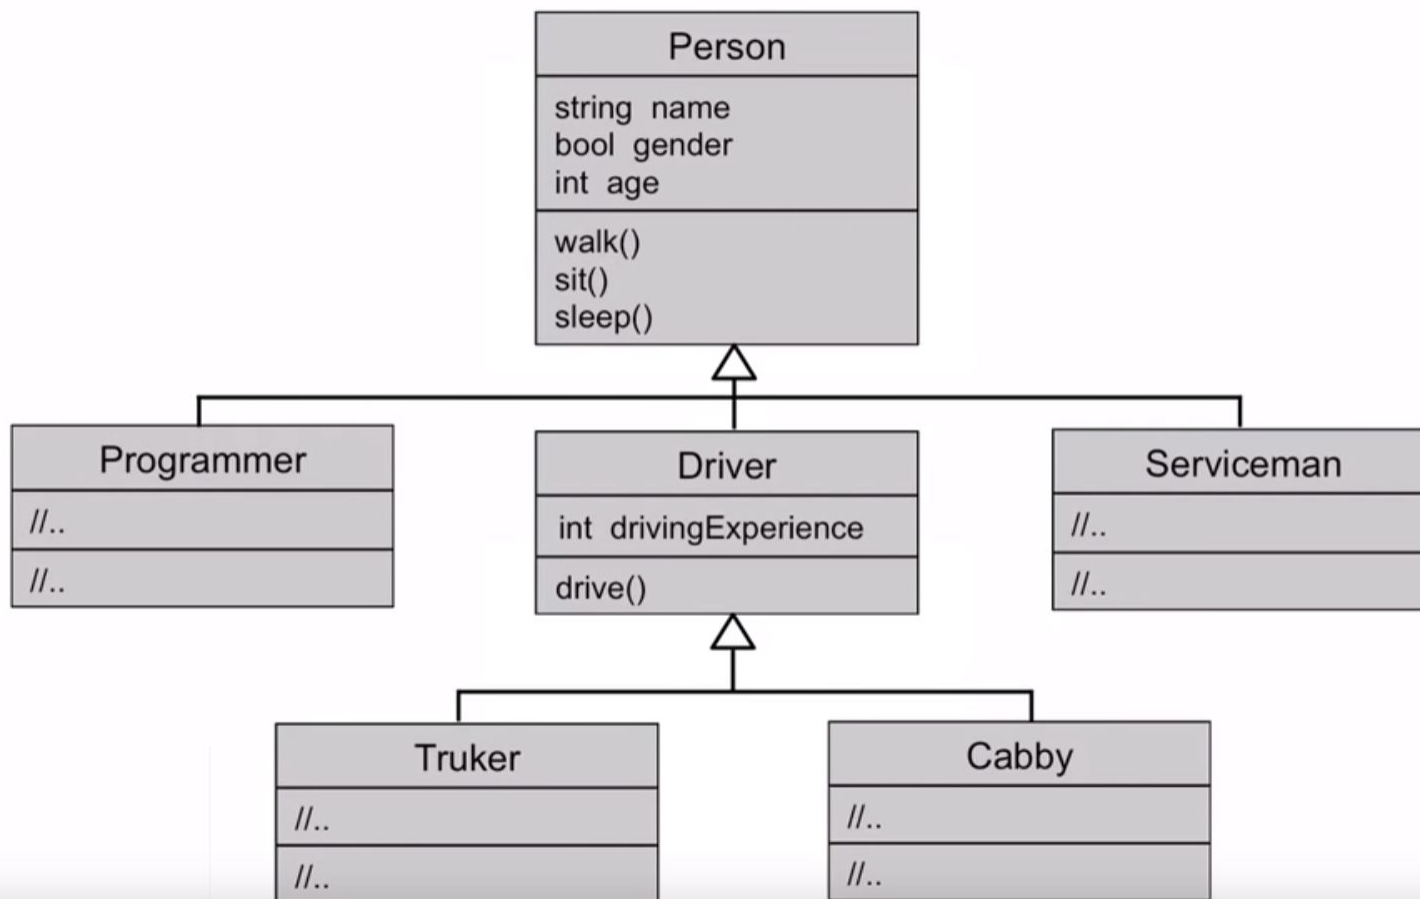 Person
string name
bool gender
int age
walk()
sit()
sleep()
Programmer
//..
//..
Driver
int drivingExperience
drive()
Serviceman
//..
//..
Truker
//..
//..
Cabby
//..
//..